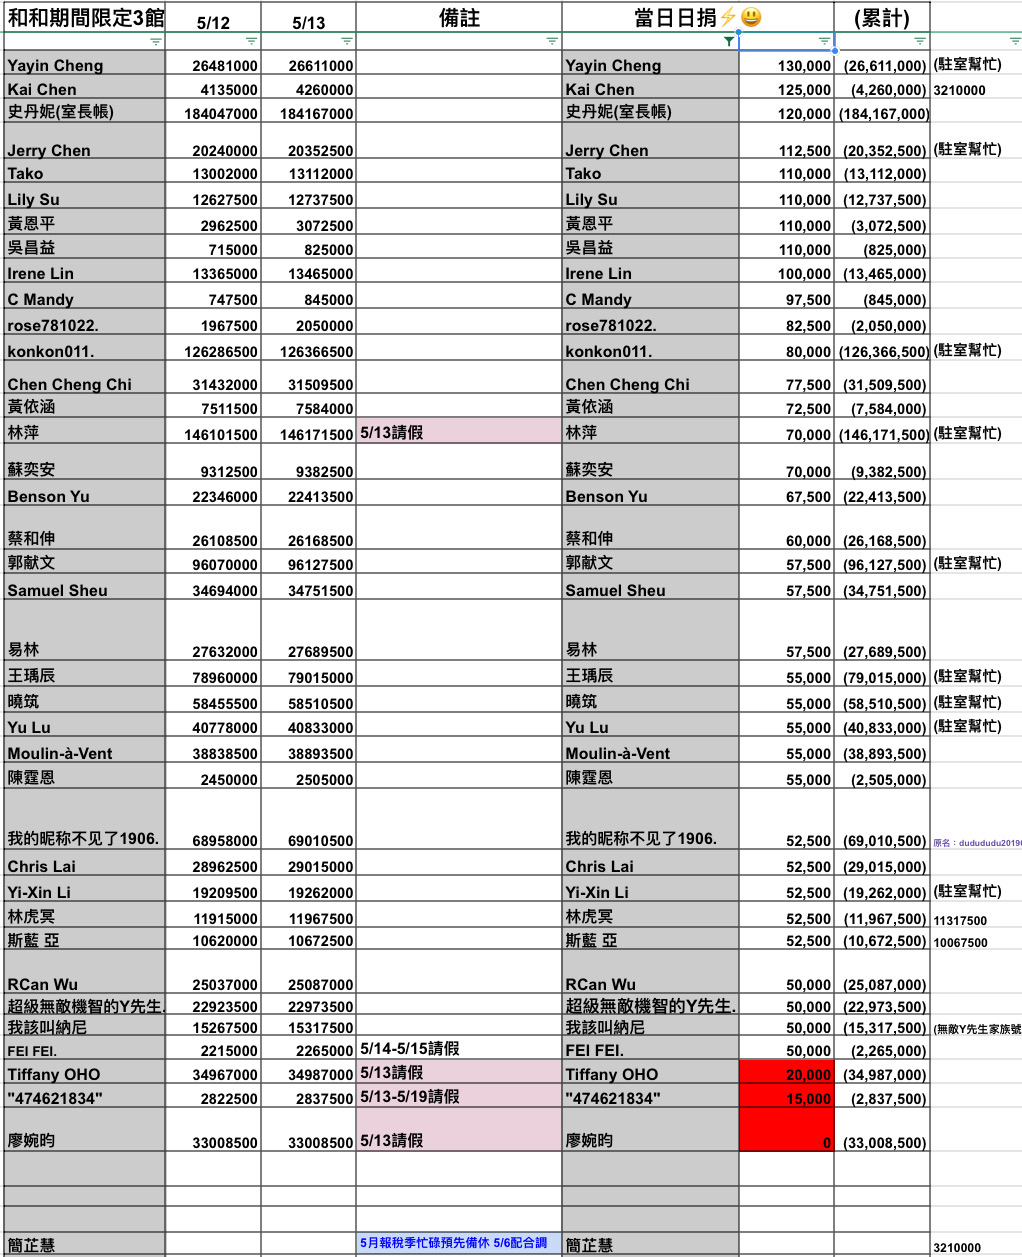 和和期間限定3館 5/12 5/13 備註 當日日捐⚡😃 (累計)
Yayin Cheng 26481000 26611000 Yayin Cheng 130,000 (26,611,000) (駐室幫忙)
Kai Chen 4135000 4260000 Kai Chen 125,000 (4,260,000) 3210000
史丹妮(室長帳) 184047000 184167000 史丹妮(室長帳) 120,000 (184,167,000)
Jerry Chen 20240000 20352500 Jerry Chen 112,500 (20,352,500) (駐室幫忙)
Tako 13002000 13112000 Tako 110,000 (13,112,000)
Lily Su 12627500 12737500 Lily Su 110,000 (12,737,500)
黃恩平 2962500 3072500 黃恩平 110,000 (3,072,500)
吳昌益 715000 825000 吳昌益 110,000 (825,000)
Irene Lin 13365000 13465000 Irene Lin 100,000 (13,465,000)
C Mandy 747500 845000 C Mandy 97,500 (845,000)
rose781022. 1967500 2050000 rose781022. 82,500 (2,050,000)
konkon011. 126286500 126366500 konkon011. 80,000 (126,366,500) (駐室幫忙)
Chen Cheng Chi 31432000 31509500 Chen Cheng Chi 77,500 (31,509,500)
黃依涵 7511500 7584000 黃依涵 72,500 (7,584,000)
林萍 146101500 146171500 5/13請假 林萍 70,000 (146,171,500) (駐室幫忙)
蘇奕安 9312500 9382500 蘇奕安 70,000 (9,382,500)
Benson Yu 22346000 22413500 Benson Yu 67,500 (22,413,500)
蔡和伸 26108500 26168500 蔡和伸 60,000 (26,168,500)
郭献文 96070000 96127500 郭献文 57,500 (96,127,500) (駐室幫忙)
Samuel Sheu 34694000 34751500 Samuel Sheu 57,500 (34,751,500)
易林 27632000 27689500 易林 57,500 (27,689,500)
王瑀辰 78960000 79015000 王瑀辰 55,000 (79,015,000) (駐室幫忙)
曉筑 58455500 58510500 曉筑 55,000 (58,510,500) (駐室幫忙)
Yu Lu 40778000 40833000 Yu Lu 55,000 (40,833,000) (駐室幫忙)
Moulin-à-Vent 38838500 38893500 Moulin-à-Vent 55,000 (38,893,500)
陳霆恩 2450000 2505000 陳霆恩 55,000 (2,505,000)
我的昵称不见了1906. 68958000 69010500 我的昵称不见了1906. 52,500 (69,010,500) 原名：dudududu2019
Chris Lai 28962500 29015000 Chris Lai 52,500 (29,015,000)
Yi-Xin Li 19209500 19262000 Yi-Xin Li 52,500 (19,262,000) (駐室幫忙)
林虎冥 11915000 11967500 林虎冥 52,500 (11,967,500) 11317500
斯藍 亞 10620000 10672500 斯藍 亞 52,500 (10,672,500) 10067500
RCan Wu 25037000 25087000 RCan Wu 50,000 (25,087,000)
超級無敵機智的Y先生. 22923500 22973500 超級無敵機智的Y先生. 50,000 (22,973,500)
我該叫納尼 15267500 15317500 我該叫納尼 50,000 (15,317,500) (無敵Y先生家族號
FEI FEI. 2215000 2265000 5/14-5/15請假 FEI FEI. 50,000 (2,265,000)
Tiffany OHO 34967000 34987000 5/13請假 Tiffany OHO 20,000 (34,987,000)
"474621834" 2822500 2837500 5/13-5/19請假 "474621834" 15,000 (2,837,500)
廖婉昀 33008500 33008500 5/13請假 廖婉昀 0 (33,008,500)
簡芷慧 5月報稅季忙碌預先備休 5/6配合調 簡芷慧 3210000